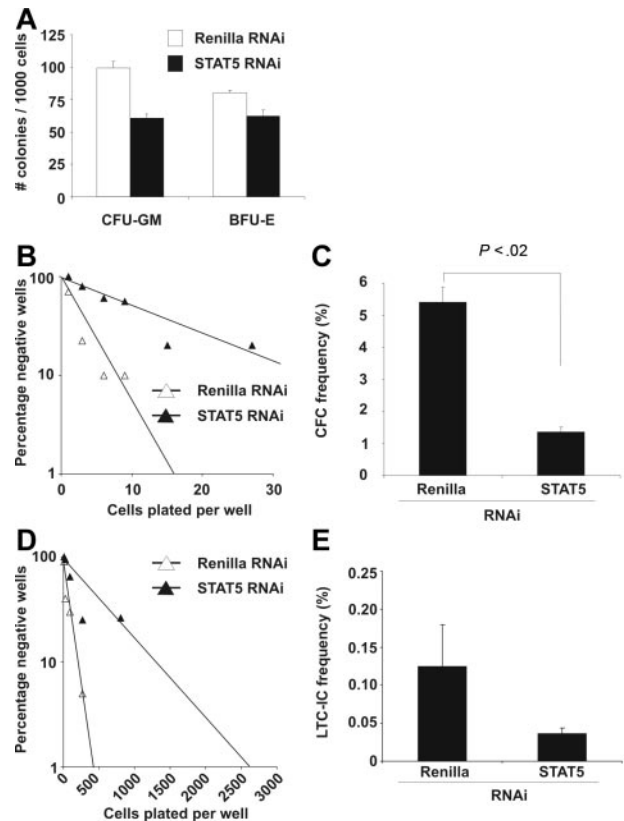 A
Renilla RNAi
STAT5 RNAi
# colonies / 1000 cells
125
100
75
50
25
0
CFU-GM
BFU-E
B
Percentage negative wells
100
10
1
Renilla RNAi
STAT5 RNAi
0
10
20
30
Cells plated per well
C
P < .02
CFC frequency (%)
6
5
4
3
2
1
0
Renilla
STAT5
RNAi
D
Percentage negative wells
100
10
1
Renilla RNAi
STAT5 RNAi
0
500
1000
1500
2000
2500
3000
Cells plated per well
E
LTC-IC frequency (%)
0.25
0.20
0.15
0.10
0.05
0
Renilla
STAT5
RNAi